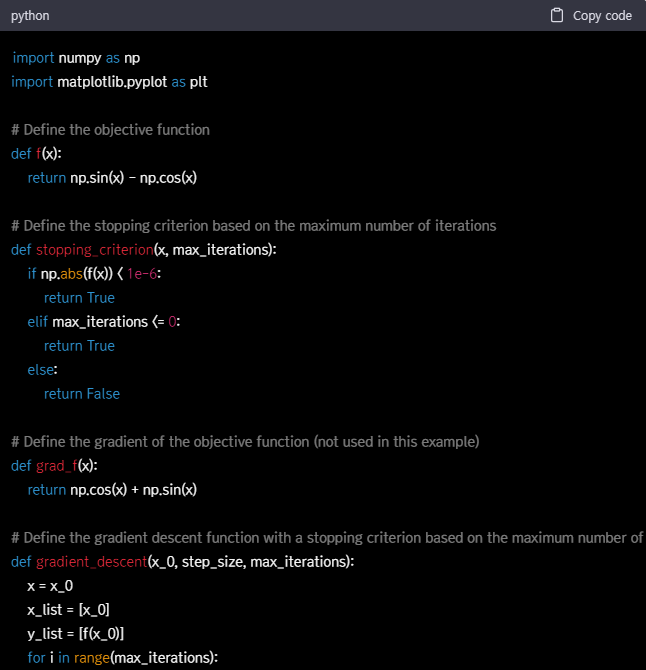 python
Copy code
import numpy as np
import matplotlib.pyplot as plt
# Define the objective function
def f(x):
return np.sin(x) - np.cos(x)
# Define the stopping criterion based on the maximum number of iterations
def stopping_criterion(x, max_iterations):
if np.abs(f(x)) < 1e-6:
return True
elif max_iterations <= 0:
return True
else:
return False
# Define the gradient of the objective function (not used in this example)
def grad_f(x):
return np.cos(x) + np.sin(x)
# Define the gradient descent function with a stopping criterion based on the maximum number of
def gradient_descent(x_0, step_size, max_iterations):
x = x_0
x_list = [x_0]
y_list = [f(x_0)]
for i in range(max_iterations):